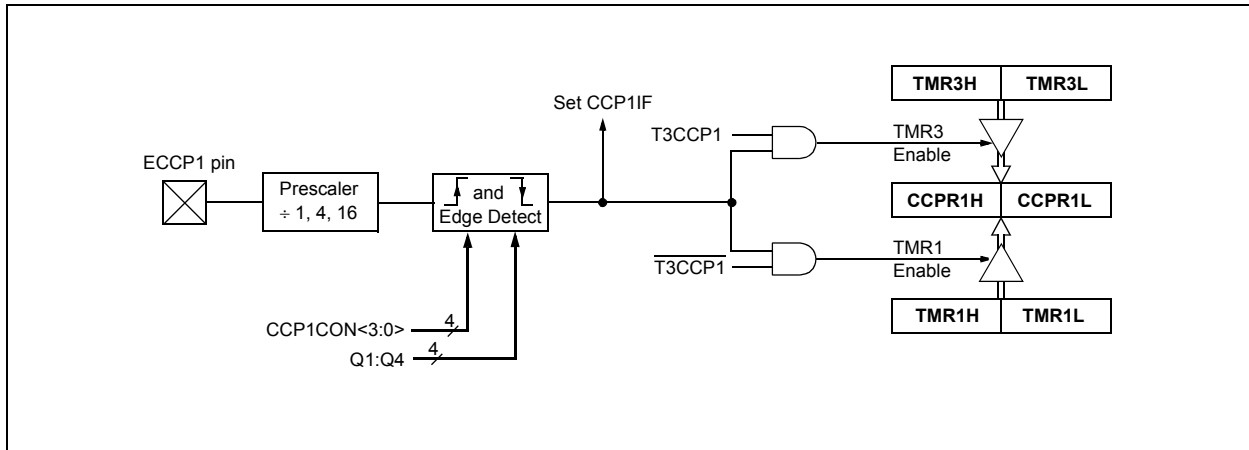 TMR3H TMR3L
Set CCP1IF
T3CCP1
TMR3
Enable
ECCP1 pin
Prescaler
÷ 1, 4, 16
and
Edge Detect
CCPR1H CCPR1L
T3CCP1
TMR1
Enable
TMR1H TMR1L
CCP1CON<3:0>
4
Q1:Q4
4